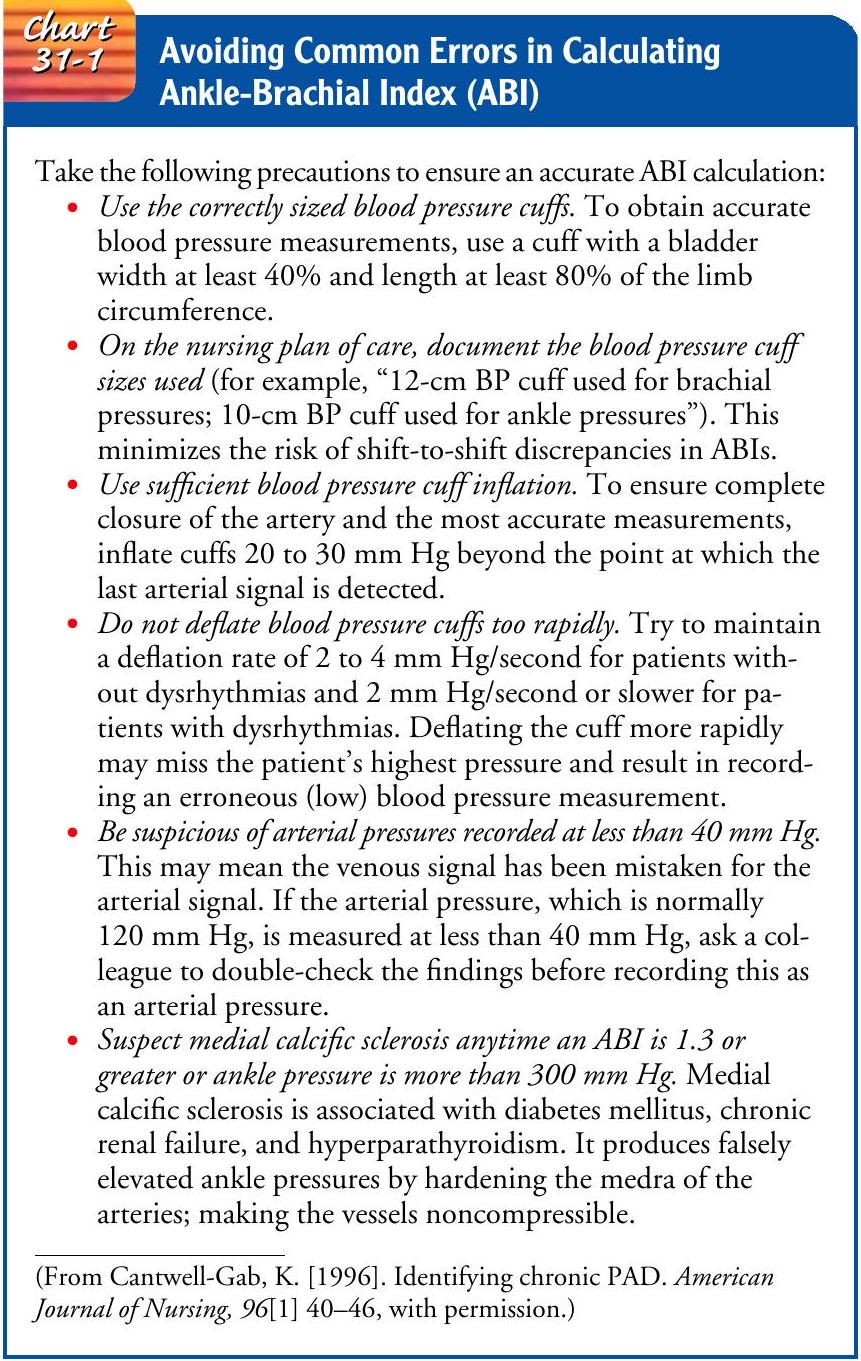 Chart
31-1
Avoiding Common Errors in Calculating
Ankle-Brachial Index (ABI)
Take the following precautions to ensure an accurate ABI calculation:
• Use the correctly sized blood pressure cuffs. To obtain accurate
blood pressure measurements, use a cuff with a bladder
width at least 40% and length at least 80% of the limb
circumference.
• On the nursing plan of care, document the blood pressure cuff
sizes used (for example, “12-cm BP cuff used for brachial
pressures; 10-cm BP cuff used for ankle pressures”). This
minimizes the risk of shift-to-shift discrepancies in ABIs.
• Use sufficient blood pressure cuff inflation. To ensure complete
closure of the artery and the most accurate measurements,
inflate cuffs 20 to 30 mm Hg beyond the point at which the
last arterial signal is detected.
• Do not deflate blood pressure cuffs too rapidly. Try to maintain
a deflation rate of 2 to 4 mm Hg/second for patients with-
out dysrhythmias and 2 mm Hg/second or slower for pa-
tients with dysrhythmias. Deflating the cuff more rapidly
may miss the patient’s highest pressure and result in record-
ing an erroneous (low) blood pressure measurement.
• Be suspicious of arterial pressures recorded at less than 40 mm Hg.
This may mean the venous signal has been mistaken for the
arterial signal. If the arterial pressure, which is normally
120 mm Hg, is measured at less than 40 mm Hg, ask a col-
league to double-check the findings before recording this as
an arterial pressure.
• Suspect medial calcific sclerosis anytime an ABI is 1.3 or
greater or ankle pressure is more than 300 mm Hg. Medial
calcific sclerosis is associated with diabetes mellitus, chronic
renal failure, and hyperparathyroidism. It produces falsely
elevated ankle pressures by hardening the medra of the
arteries; making the vessels noncompressible.
(From Cantwell-Gab, K. [1996]. Identifying chronic PAD. American
Journal of Nursing, 96[1] 40–46, with permission.)